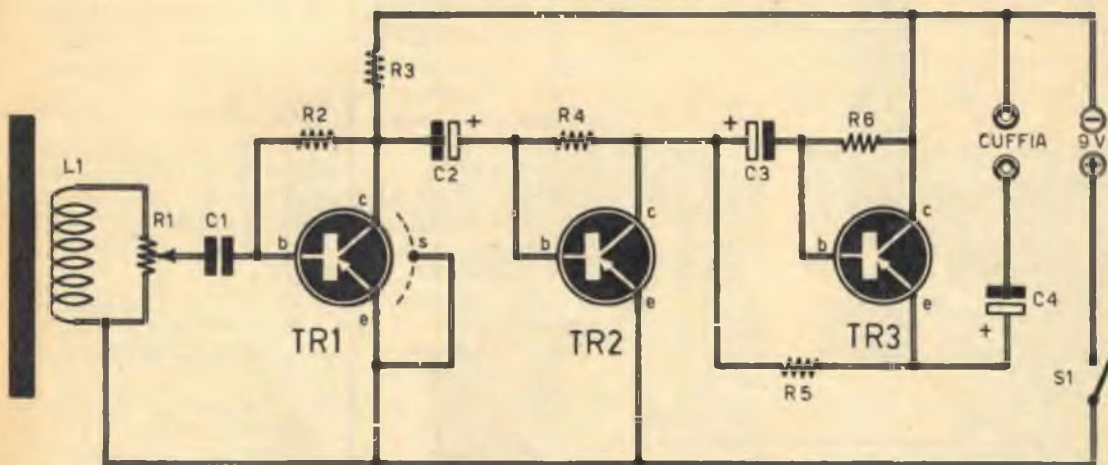 R3
R2
R4
R6
+
+
C2
C3
CUFFIA
9V
−
+
L1
R1
C1
c
c
c
b
s
b
b
e
e
e
TR1
TR2
TR3
C4
+
R5
S1